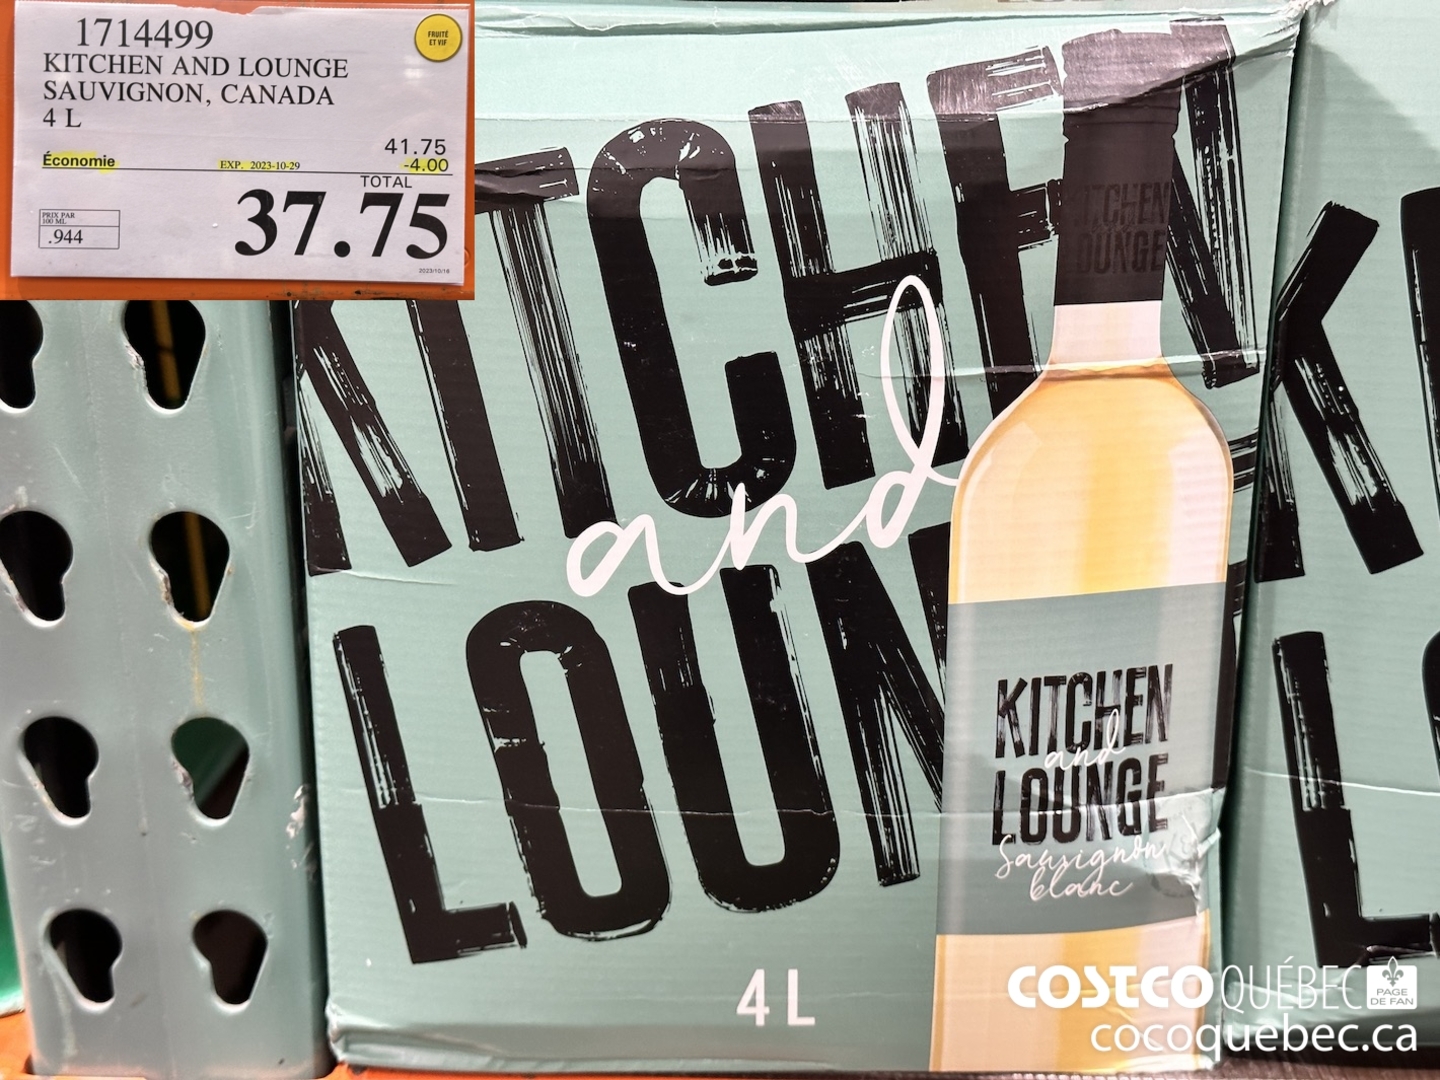 1714499
KITCHEN AND LOUNGE
SAUVIGNON, CANADA
4 L
FRUITÉ
ET VIF
41.75
Économie EXP. 2023-10-29 -4.00
TOTAL
37.75
PRIX PAR
100 ML
.944
2023/10/16
KITCHEN
and
LOUN
4 L
KITCHEN
LOUNGE
KITCHEN
and
LOUNGE
Sauvignon
blanc
K
L
COSTCO QUÉBEC PAGE
DE FAN
cocoquebec.ca